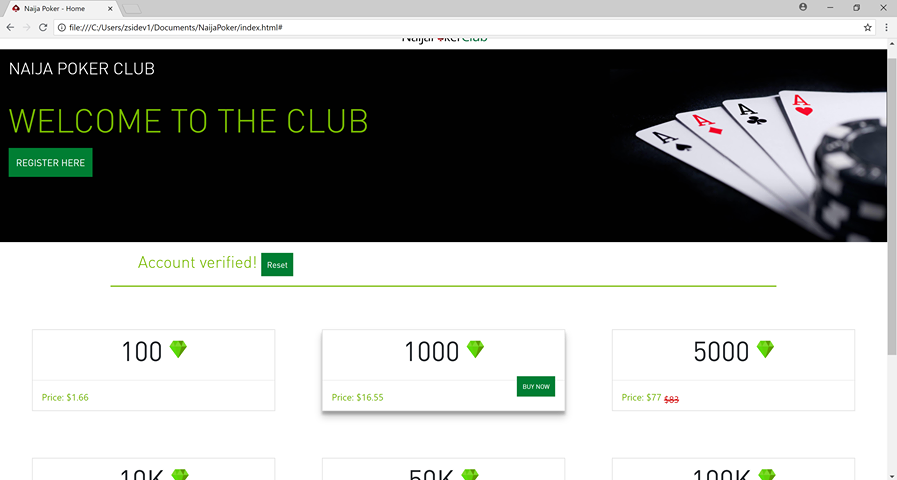 Naija Poker - Home
file:///C:/Users/zsidev1/Documents/NaijaPoker/index.html#
NaijaPokerClub
NAIJA POKER CLUB
WELCOME TO THE CLUB
REGISTER HERE
A A A A
Account verified! Reset
100 1000 5000
BUY NOW
Price: $1.66 Price: $16.55 Price: $77 $83
10K 50K 100K